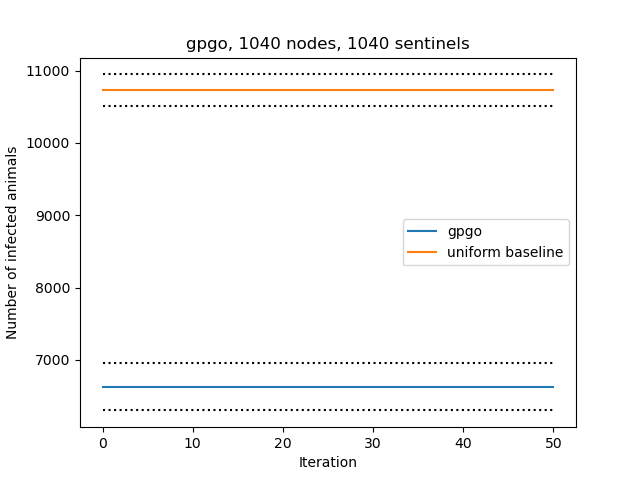 gpgo, 1040 nodes, 1040 sentinels
Number of infected animals
11000
10000
9000
8000
7000
gpgo
uniform baseline
0 10 20 30 40 50
Iteration